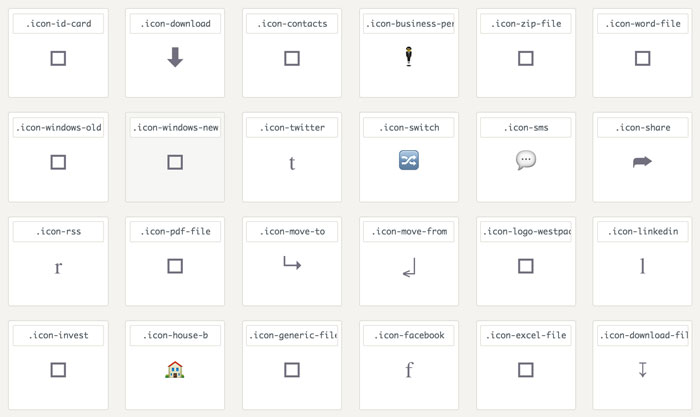 .icon-id-card .icon-download .icon-contacts .icon-business-per .icon-zip-file .icon-word-file
.icon-windows-old .icon-windows-new .icon-twitter .icon-switch .icon-sms .icon-share
t
.icon-rss .icon-pdf-file .icon-move-to .icon-move-from .icon-logo-westpac .icon-linkedin
r l
.icon-invest .icon-house-b .icon-generic-file .icon-facebook .icon-excel-file .icon-download-fil
f